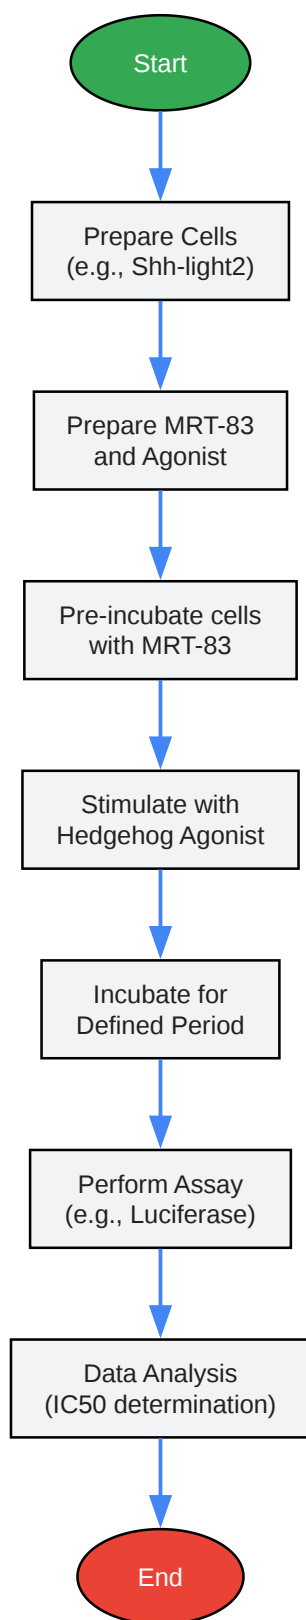 Start
Prepare Cells
(e.g., Shh-light2)
Prepare MRT-83
and Agonist
Pre-incubate cells
with MRT-83
Stimulate with
Hedgehog Agonist
Incubate for
Defined Period
Perform Assay
(e.g., Luciferase)
Data Analysis
(IC50 determination)
End